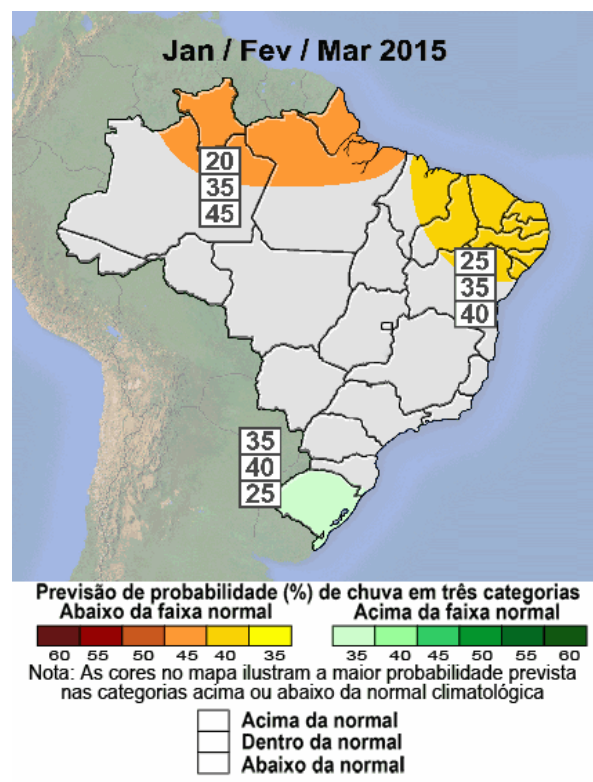 Jan / Fev / Mar 2015
20
35
45
25
35
40
35
40
25
Previsão de probabilidade (%) de chuva em três categorias
Abaixo da faixa normal Acima da faixa normal
60 55 50 45 40 35 35 40 45 50 55 60
Nota: As cores no mapa ilustram a maior probabilidade prevista
nas categorias acima ou abaixo da normal climatológica
Acima da normal
Dentro da normal
Abaixo da normal